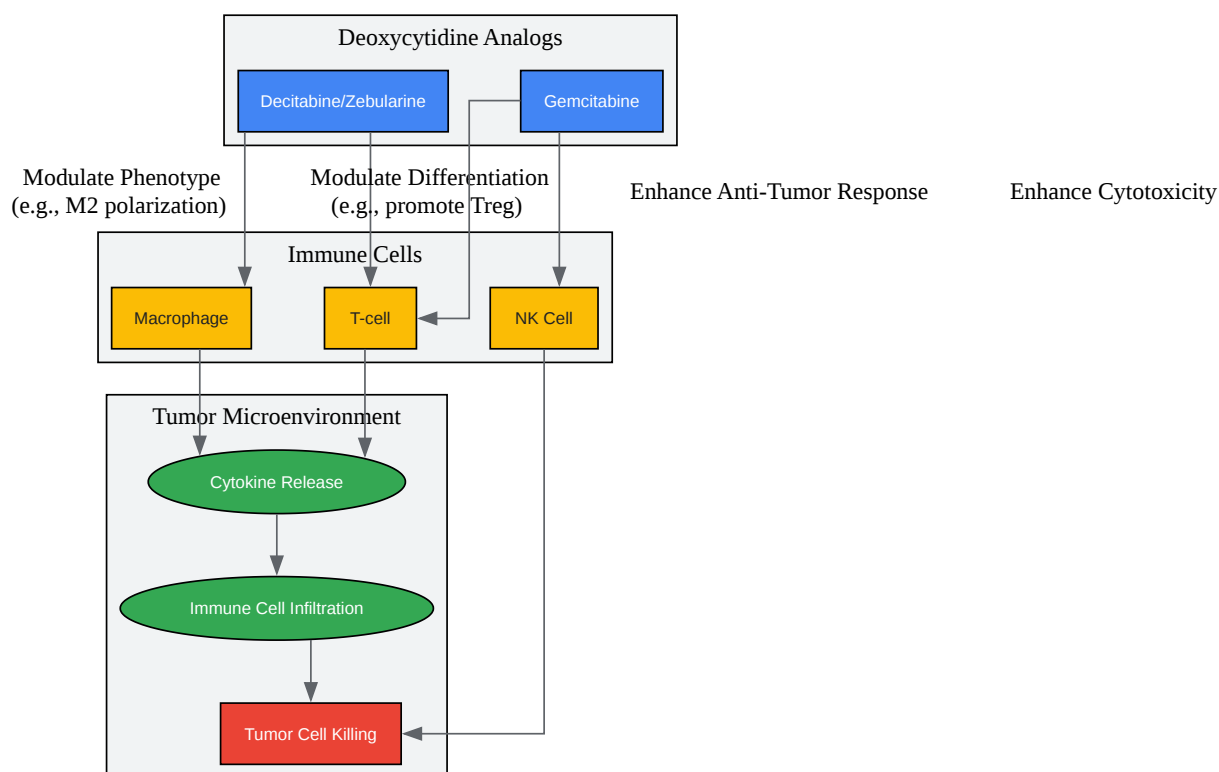 Deoxycytidine Analogs
Decitabine/Zebularine
Gemcitabine
Modulate Phenotype
(e.g., M2 polarization)
Modulate Differentiation
(e.g., promote Treg)
Enhance Anti-Tumor Response
Enhance Cytotoxicity
Immune Cells
Macrophage
T-cell
NK Cell
Tumor Microenvironment
Cytokine Release
Immune Cell Infiltration
Tumor Cell Killing